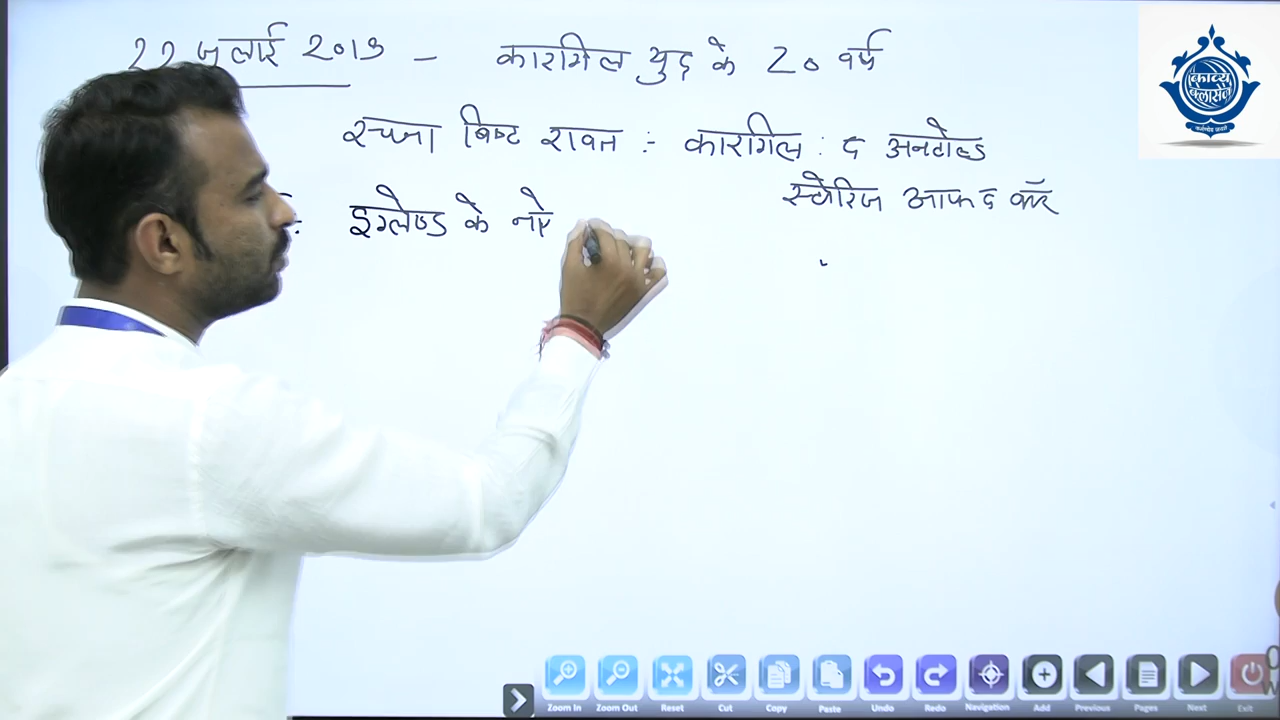 22 जुलाई 2019 - कारगिल युद्ध के 20 वर्ष
रचना बिष्ट रावत :- कारगिल : द अनटोल्ड
स्टोरिज आफ द वॉर
इंग्लैण्ड के नोए
काव्य
क्लासेज
Zoom In
Zoom Out
Reset
Cut
Copy
Paste
Undo
Redo
Navigation
Add
Previous
Pages
Next
Exit